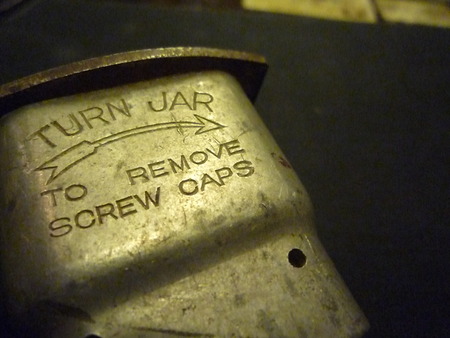 TURN JAR
TO REMOVE
SCREW CAPS